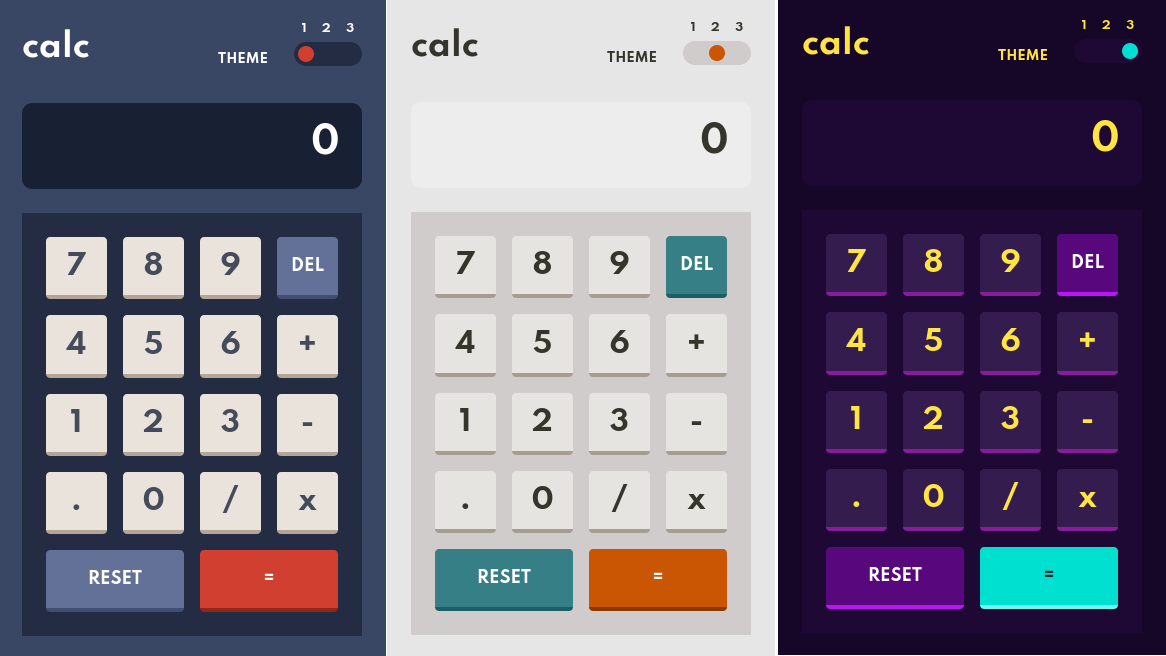 1 2 3
calc
THEME
0
7 8 9 DEL
4 5 6 +
1 2 3 -
. 0 / x
RESET =
1 2 3
calc
THEME
0
7 8 9 DEL
4 5 6 +
1 2 3 -
. 0 / x
RESET =
1 2 3
calc
THEME
0
7 8 9 DEL
4 5 6 +
1 2 3 -
. 0 / x
RESET =